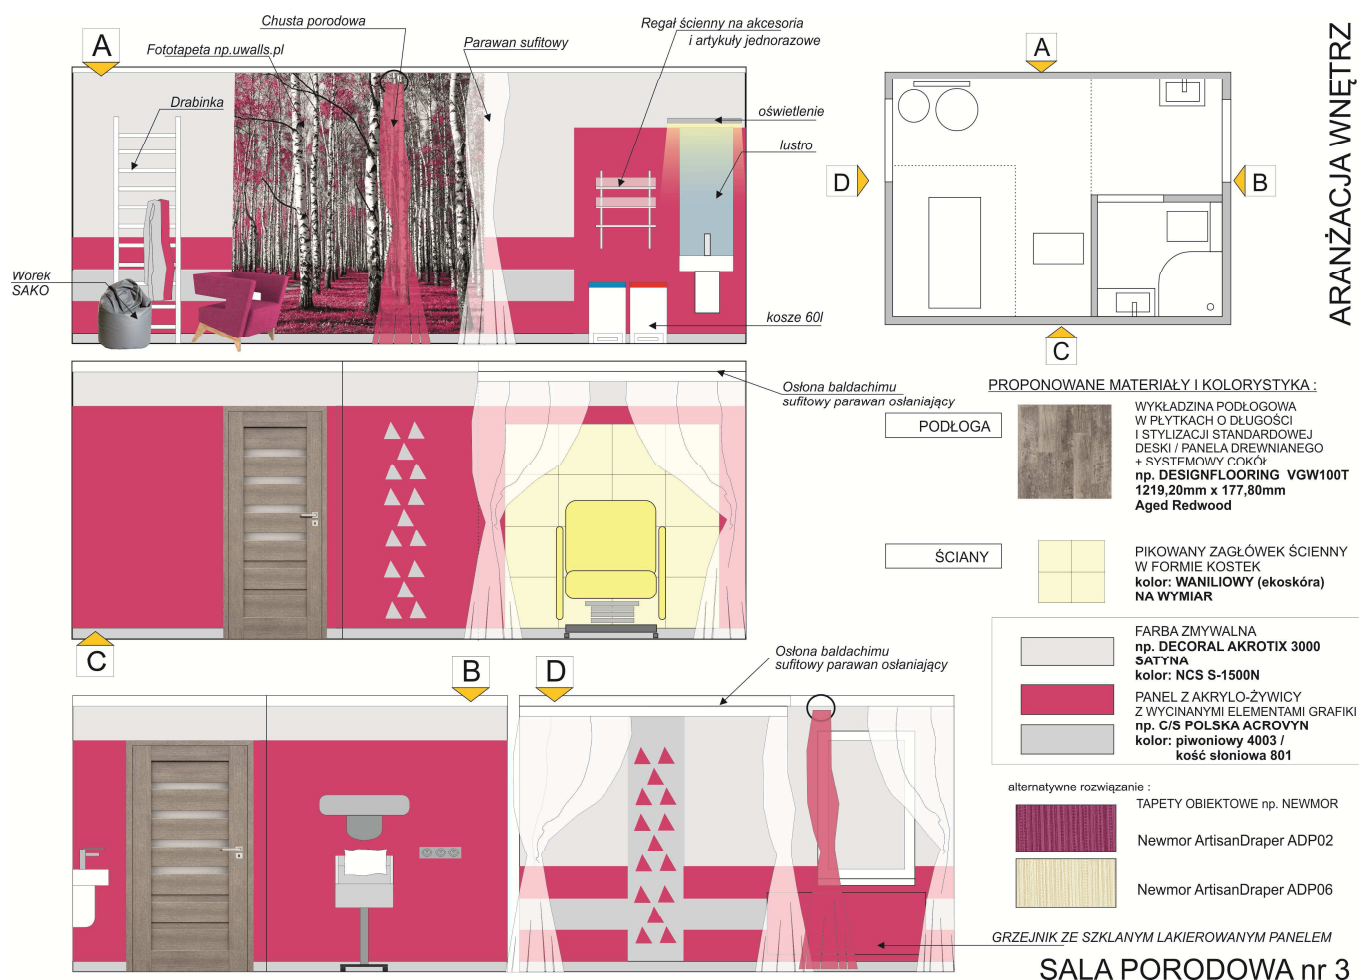 ARANŻACJA WNĘTRZ
A
Chusta porodowa
Fototapeta np.uwalls.pl
Parawan sufitowy
Regał ścienny na akcesoria
i artykuły jednorazowe
Drabinka
oświetlenie
lustro
Worek
SAKO
kosze 60l
A
D
B
C
Osłona baldachimu
sufitowy parawan osłaniający
C
PROPONOWANE MATERIAŁY I KOLORYSTYKA :
PODŁOGA
WYKŁADZINA PODŁOGOWA
W PŁYTKACH O DŁUGOŚCI
I STYLIZACJI STANDARDOWEJ
DESKI / PANELA DREWNIANEGO
+ SYSTEMOWY COKÓŁ
np. DESIGNFLOORING VGW100T
1219,20mm x 177,80mm
Aged Redwood
ŚCIANY
PIKOWANY ZAGŁÓWEK ŚCIENNY
W FORMIE KOSTEK
kolor: WANILIOWY (ekoskóra)
NA WYMIAR
FARBA ZMYWALNA
np. DECORAL AKROTIX 3000
SATYNA
kolor: NCS S-1500N
PANEL Z AKRYLO-ŻYWICY
Z WYCINANYMI ELEMENTAMI GRAFIKI
np. C/S POLSKA ACROVYN
kolor: piwoniowy 4003 /
kość słoniowa 801
alternatywne rozwiązanie :
TAPETY OBIEKTOWE np. NEWMOR
Newmor ArtisanDraper ADP02
Newmor ArtisanDraper ADP06
B
D
Osłona baldachimu
sufitowy parawan osłaniający
GRZEJNIK ZE SZKLANYM LAKIEROWANYM PANELEM
SALA PORODOWA nr 3